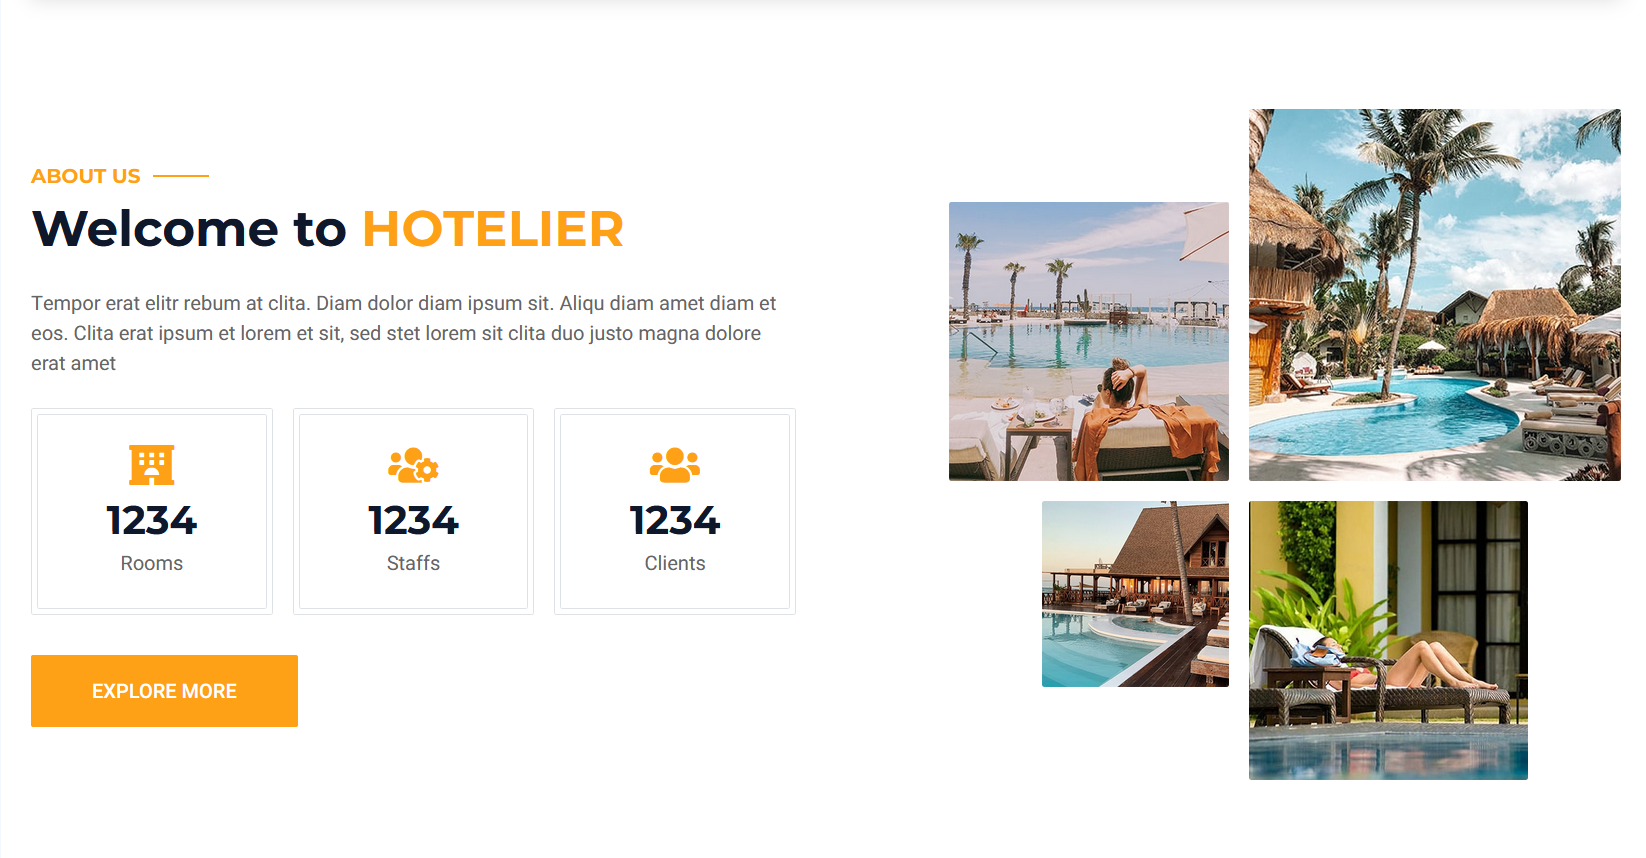 ABOUT US
Welcome to HOTELIER
Tempor erat elitr rebum at clita. Diam dolor diam ipsum sit. Aliqu diam amet diam et
eos. Clita erat ipsum et lorem et sit, sed stet lorem sit clita duo justo magna dolore
erat amet
1234
Rooms
1234
Staffs
1234
Clients
EXPLORE MORE